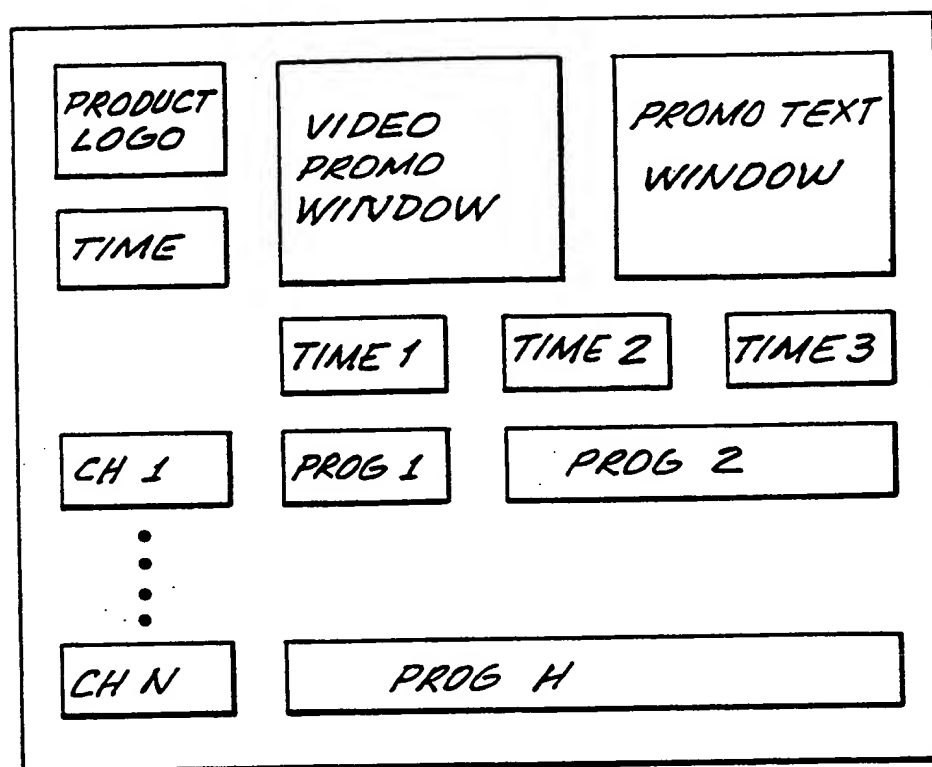 PRODUCT
LOGO
VIDEO
PROMO
WINDOW
PROMO TEXT
WINDOW
TIME
TIME 1
TIME 2
TIME 3
CH 1
PROG 1
PROG 2
CH N
PROG H